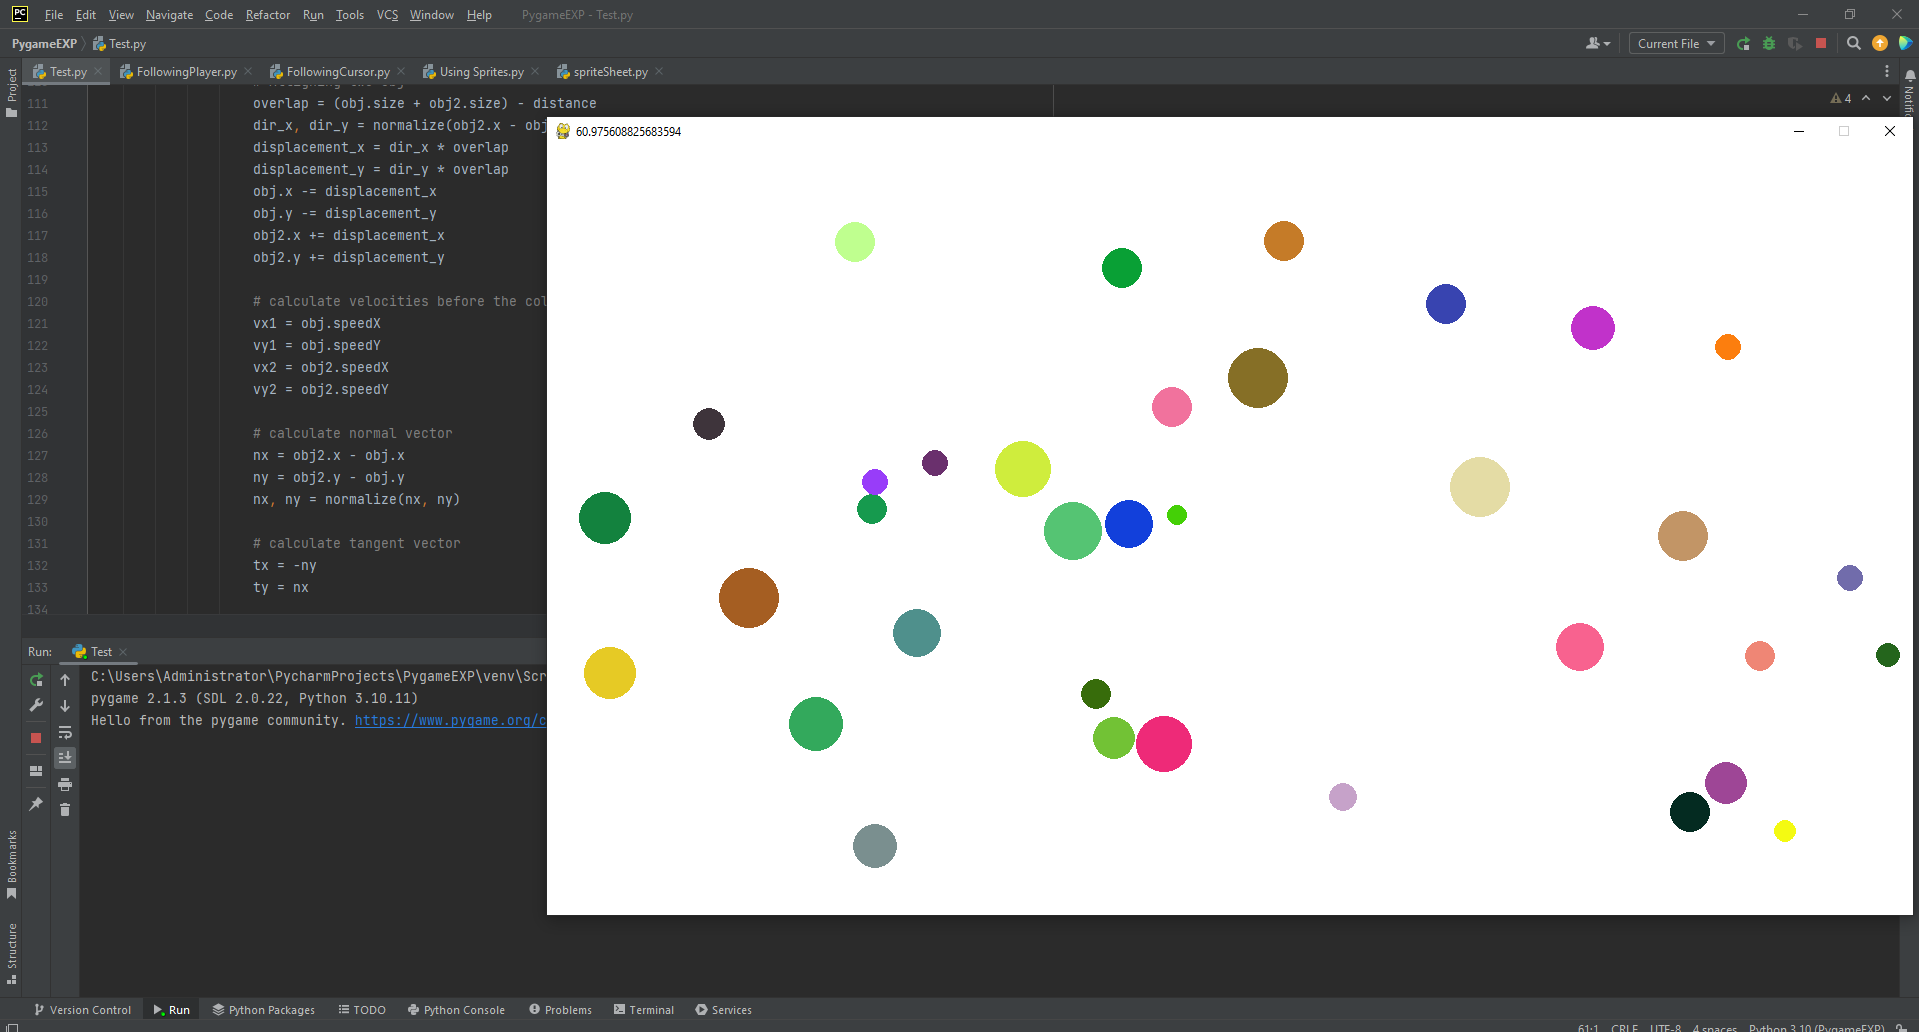 PC File Edit View Navigate Code Refactor Run Tools VCS Window Help PygameEXP - Test.py
PygameEXP Test.py Current File
Test.py FollowingPlayer.py FollowingCursor.py Using Sprites.py spriteSheet.py
Project
111 overlap = (obj.size + obj2.size) - distance
4
112 dir_x, dir_y = normalize(obj2.x - obj
60.975608825683594
113 displacement_x = dir_x * overlap
114 displacement_y = dir_y * overlap
115 obj.x -= displacement_x
116 obj.y -= displacement_y
117 obj2.x += displacement_x
118 obj2.y += displacement_y
119
120 # calculate velocities before the col
121 vx1 = obj.speedX
122 vy1 = obj.speedY
123 vx2 = obj2.speedX
124 vy2 = obj2.speedY
125
126 # calculate normal vector
127 nx = obj2.x - obj.x
128 ny = obj2.y - obj.y
129 nx, ny = normalize(nx, ny)
130
131 # calculate tangent vector
132 tx = -ny
133 ty = nx
134
Run: Test
C:\Users\Administrator\PycharmProjects\PygameEXP\venv\Scr
pygame 2.1.3 (SDL 2.0.22, Python 3.10.11)
Hello from the pygame community. https://www.pygame.org/c
Bookmarks
Structure
Version Control Run Python Packages TODO Python Console Problems Terminal Services
61:1 CRLF UTF-8 4 spaces Python 3.10 (PygameEXP)